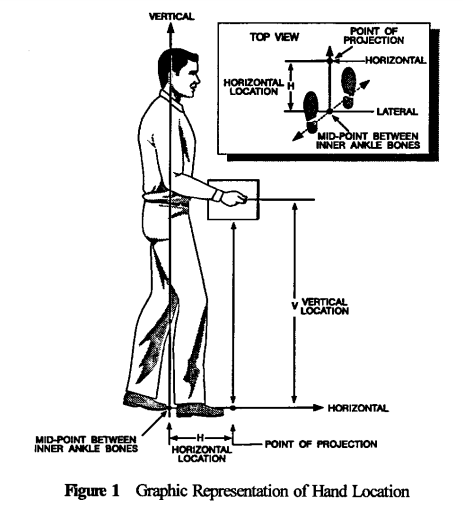 VERTICAL
TOP VIEW
POINT OF
PROJECTION
HORIZONTAL
HORIZONTAL
LOCATION
H
LATERAL
MID-POINT BETWEEN
INNER ANKLE BONES
V VERTICAL
LOCATION
HORIZONTAL
MID-POINT BETWEEN
INNER ANKLE BONES
H
HORIZONTAL
LOCATION
POINT OF PROJECTION
Figure 1 Graphic Representation of Hand Location